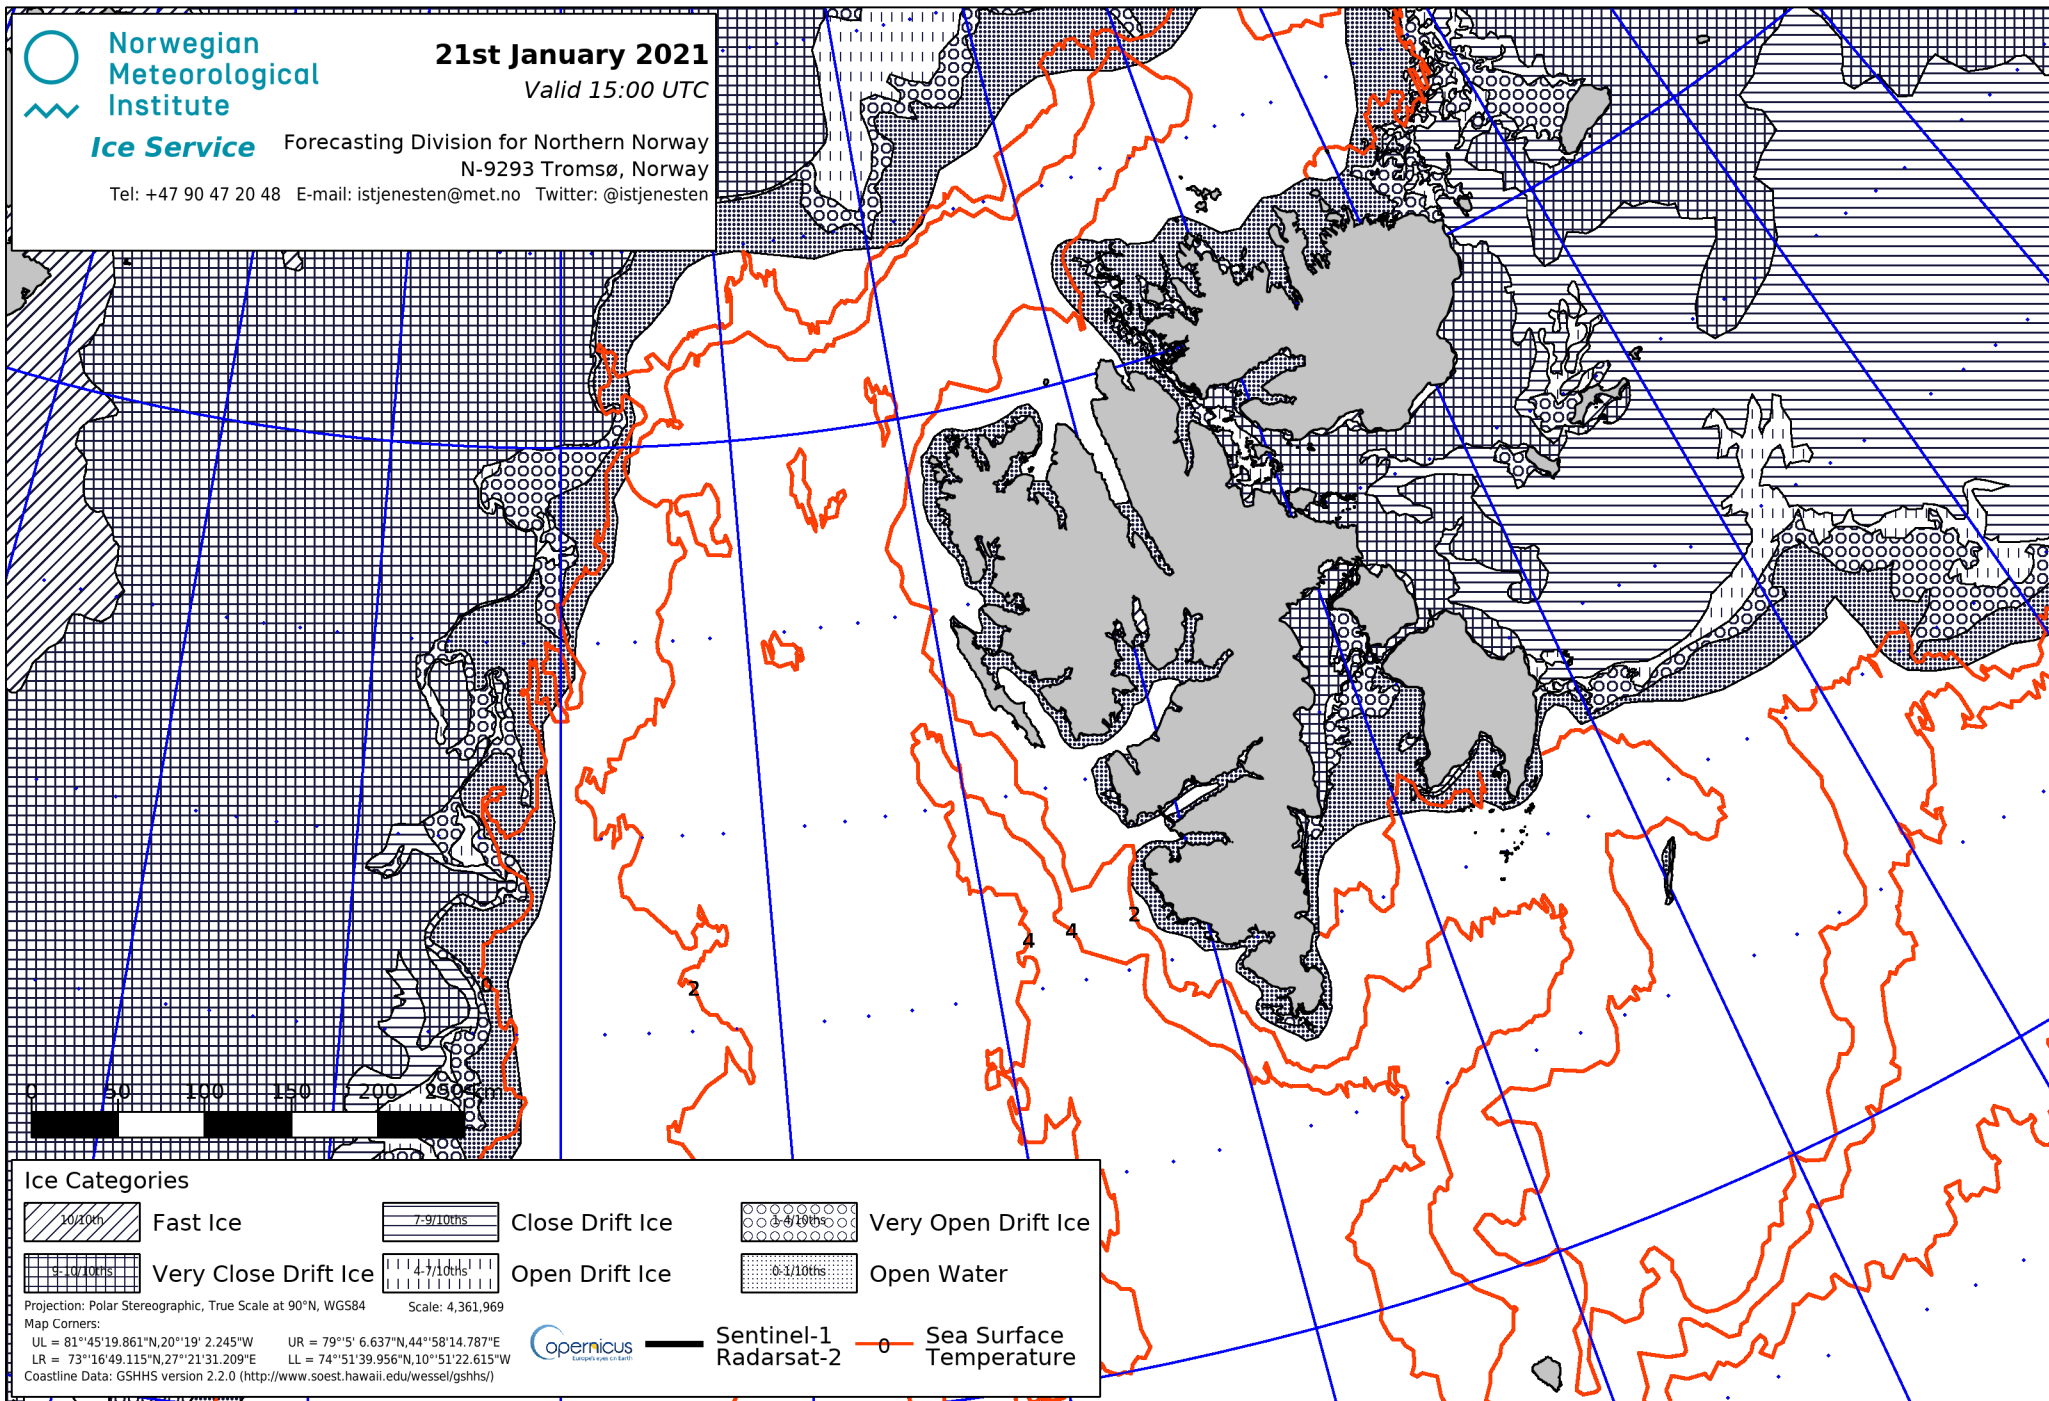 Norwegian
Meteorological
Institute
Ice Service
21st January 2021
Valid 15:00 UTC
Forecasting Division for Northern Norway
N-9293 Tromsø, Norway
Tel: +47 90 47 20 48 E-mail: istjenesten@met.no Twitter: @istjenesten
2
4
4
0
2
0 50 100 150 200 250 km
Ice Categories
10/10th Fast Ice
7-9/10ths Close Drift Ice
1-4/10ths Very Open Drift Ice
9-10/10ths Very Close Drift Ice
4-7/10ths Open Drift Ice
0-1/10ths Open Water
Projection: Polar Stereographic, True Scale at 90°N, WGS84 Scale: 4,361,969
Map Corners:
UL = 81°45'19.861"N,20°19' 2.245"W UR = 79°5' 6.637"N,44°58'14.787"E
LR = 73°16'49.115"N,27°21'31.209"E LL = 74°51'39.956"N,10°51'22.615"W
Coastline Data: GSHHS version 2.2.0 (http://www.soest.hawaii.edu/wessel/gshhs/)
Copernicus
Europe's eyes on Earth
Sentinel-1
Radarsat-2
0
Sea Surface
Temperature